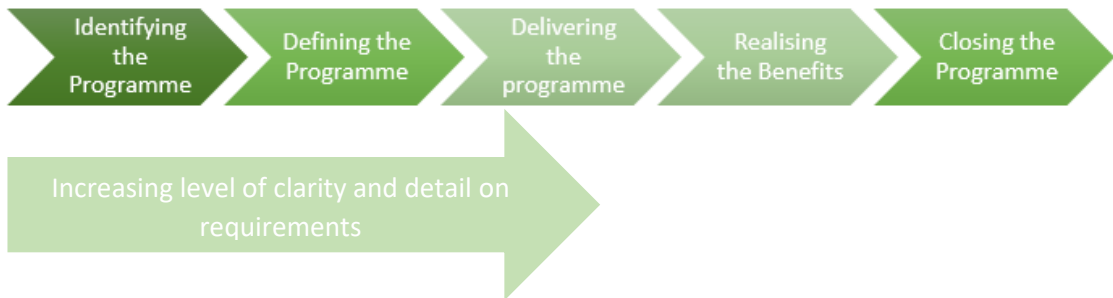 Identifying
the
Programme
Defining the
Programme
Delivering
the
programme
Realising
the Benefits
Closing the
Programme
Increasing level of clarity and detail on
requirements